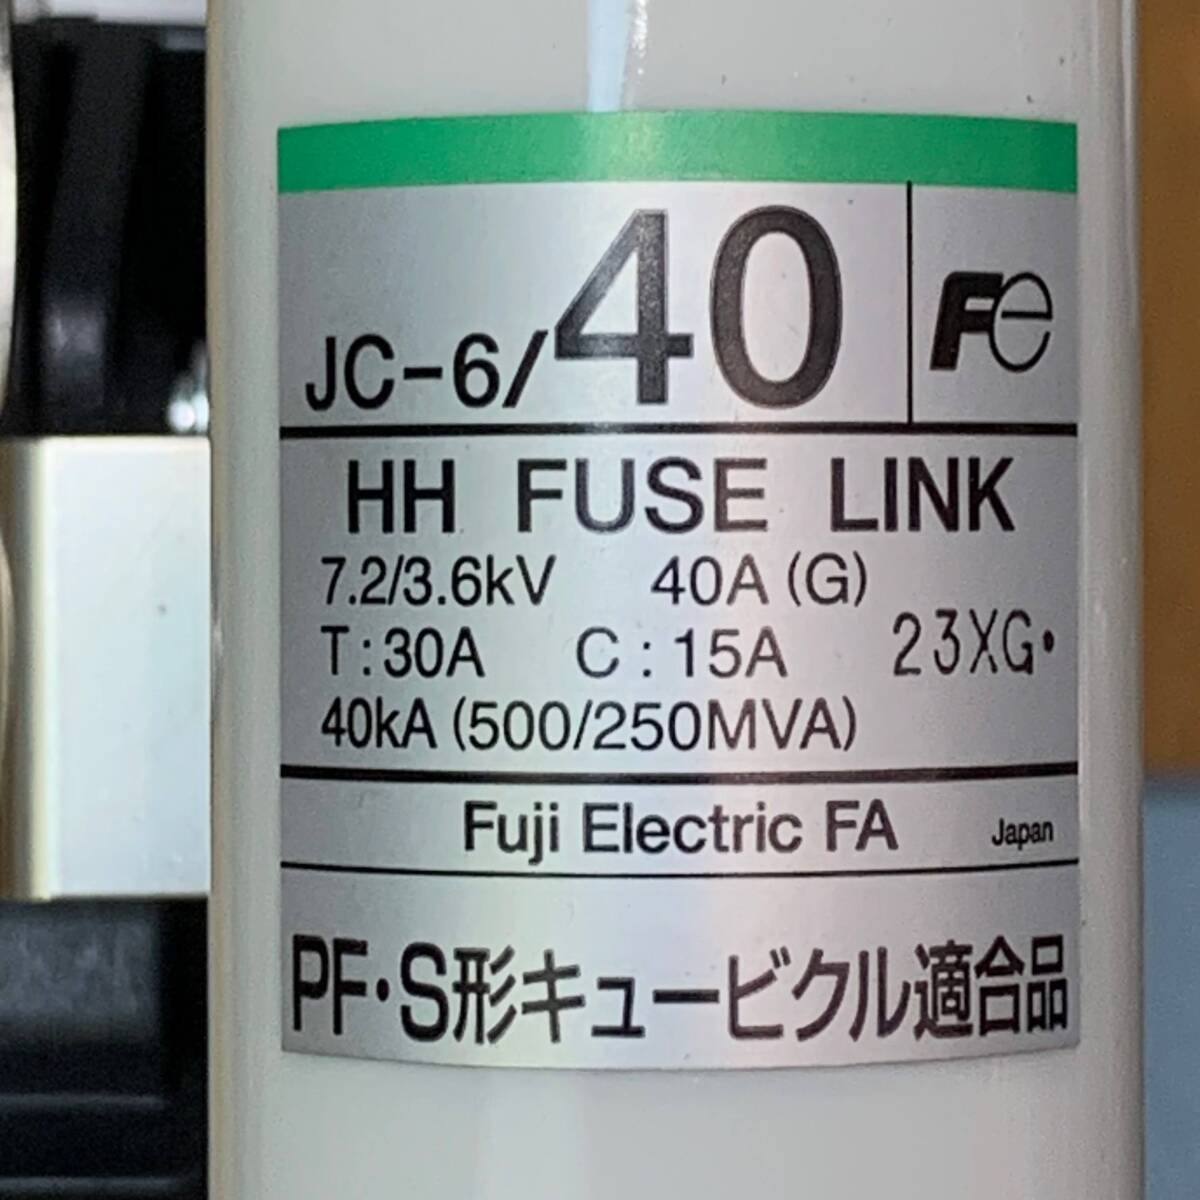 JC-6/40 Fe
HH FUSE LINK
7.2/3.6kV 40A (G)
T:30A C:15A 23XG・
40kA (500/250MVA)
Fuji Electric FA Japan
PF・S形キュービクル適合品